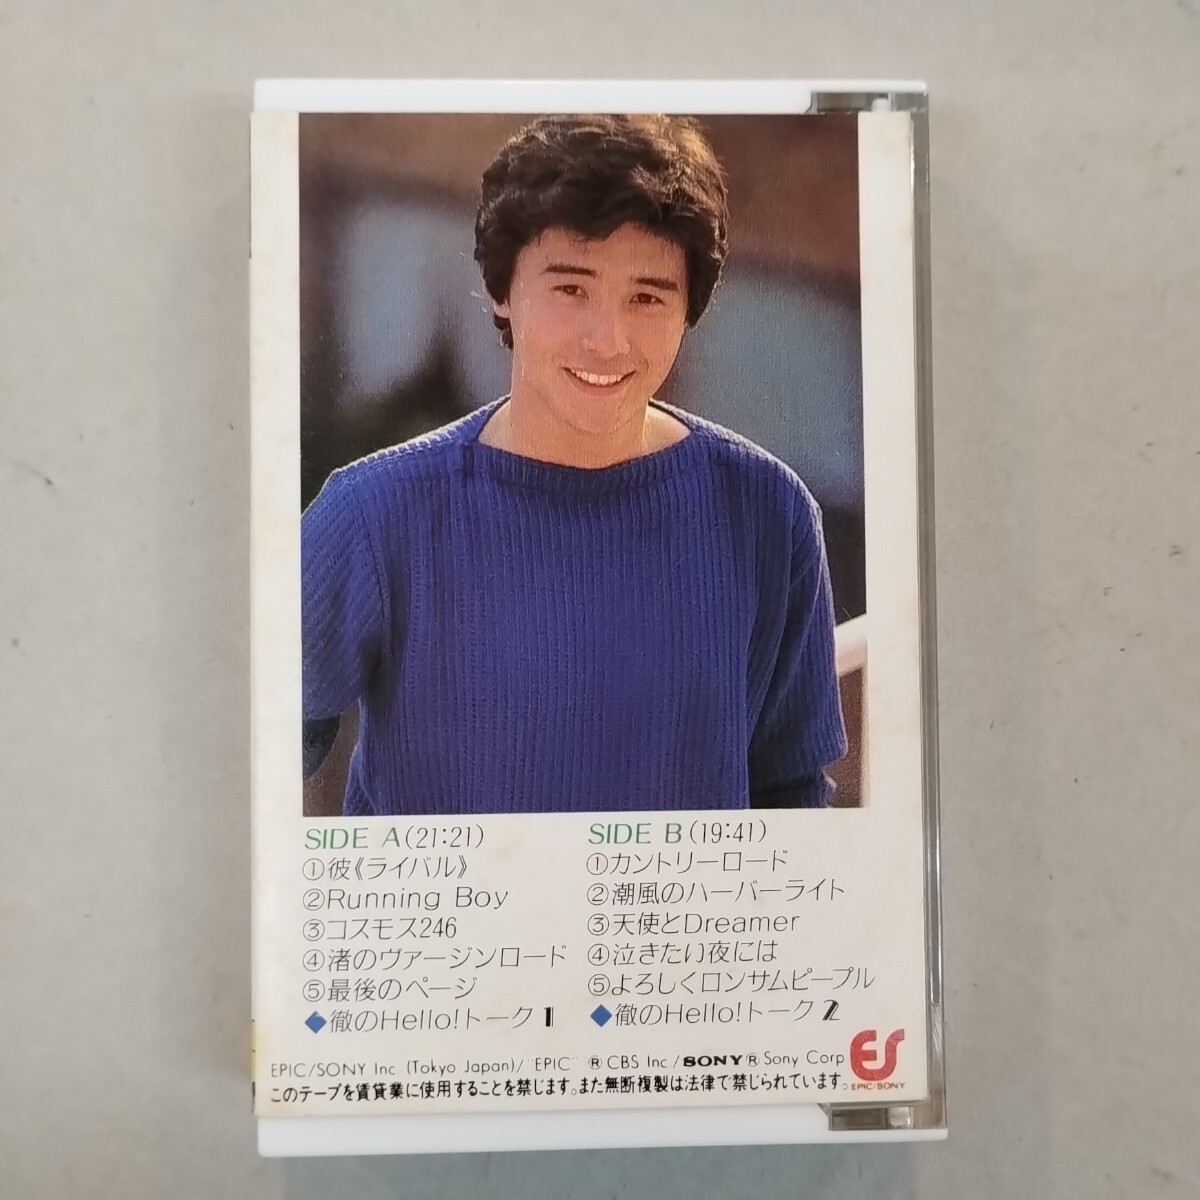 SIDE A(21:21)
①彼《ライバル》
②Running Boy
③コスモス246
④渚のヴァージンロード
⑤最後のページ
◆徹のHello!トーク1
SIDE B(19:41)
①カントリーロード
②潮風のハーバーライト
③天使とDreamer
④泣きたい夜には
⑤よろしくロンサムピープル
◆徹のHello!トーク2
EPIC/SONY Inc (Tokyo Japan)/"EPIC" ® CBS Inc./SONY® Sony Corp
このテープを賃貸業に使用することを禁じます。また無断複製は法律で禁じられています。
ES
EPIC/SONY